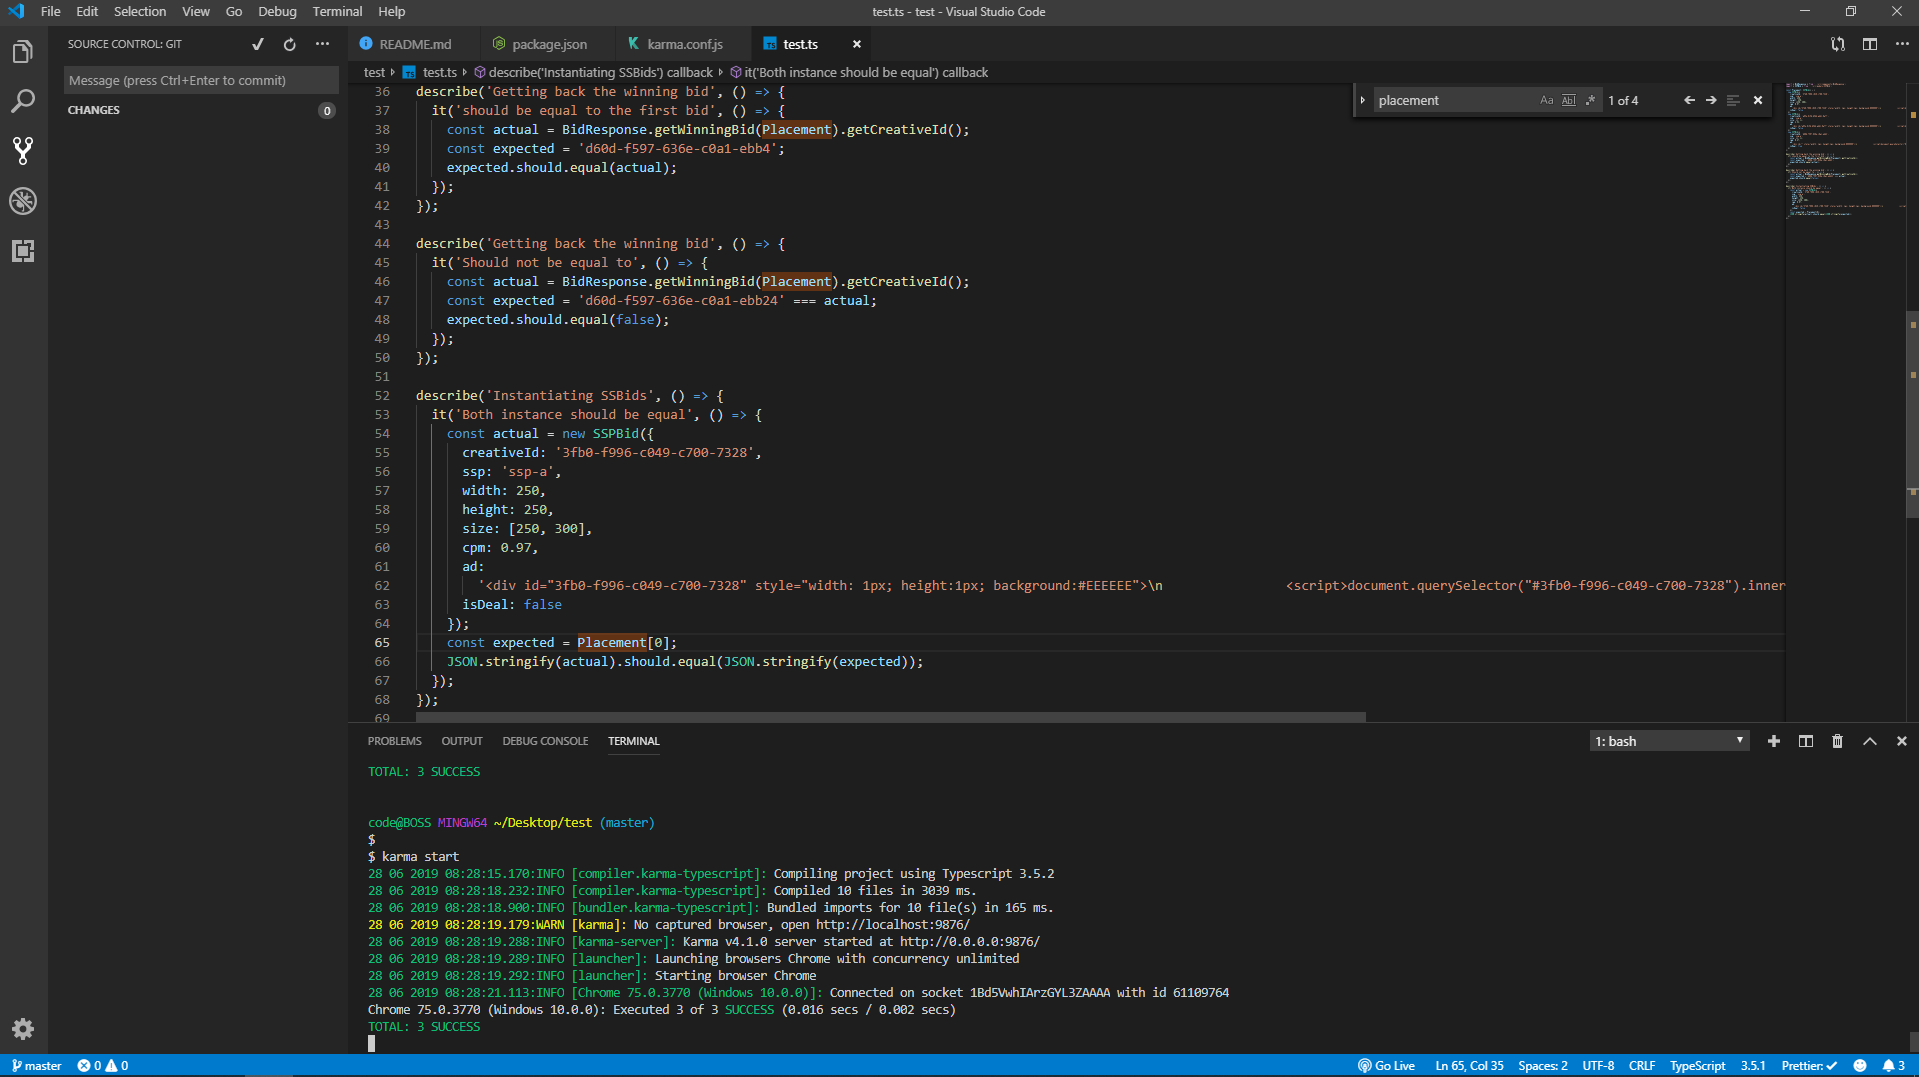 File Edit Selection View Go Debug Terminal Help
test.ts - test - Visual Studio Code
SOURCE CONTROL: GIT
Message (press Ctrl+Enter to commit)
CHANGES 0
README.md package.json karma.conf.js test.ts
test test.ts describe('Instantiating SSBids') callback it('Both instance should be equal') callback
placement Aa Abl .* 1 of 4
36 describe('Getting back the winning bid', () => {
37 it('should be equal to the first bid', () => {
38 const actual = BidResponse.getWinningBid(Placement).getCreativeId();
39 const expected = 'd60d-f597-636e-c0a1-ebb4';
40 expected.should.equal(actual);
41 });
42 });
43
44 describe('Getting back the winning bid', () => {
45 it('Should not be equal to', () => {
46 const actual = BidResponse.getWinningBid(Placement).getCreativeId();
47 const expected = 'd60d-f597-636e-c0a1-ebb24' === actual;
48 expected.should.equal(false);
49 });
50 });
51
52 describe('Instantiating SSBids', () => {
53 it('Both instance should be equal', () => {
54 const actual = new SSPBid({
55 creativeId: '3fb0-f996-c049-c700-7328',
56 ssp: 'ssp-a',
57 width: 250,
58 height: 250,
59 size: [250, 300],
60 cpm: 0.97,
61 ad:
62 '<div id="3fb0-f996-c049-c700-7328" style="width: 1px; height:1px; background:#EEEEEE">\n <script>document.querySelector("#3fb0-f996-c049-c700-7328").inner
63 isDeal: false
64 });
65 const expected = Placement[0];
66 JSON.stringify(actual).should.equal(JSON.stringify(expected));
67 });
68 });
69
PROBLEMS OUTPUT DEBUG CONSOLE TERMINAL
1: bash
TOTAL: 3 SUCCESS
code@BOSS MINGW64 ~/Desktop/test (master)
$
$ karma start
28 06 2019 08:28:15.170:INFO [compiler.karma-typescript]: Compiling project using Typescript 3.5.2
28 06 2019 08:28:18.232:INFO [compiler.karma-typescript]: Compiled 10 files in 3039 ms.
28 06 2019 08:28:18.900:INFO [bundler.karma-typescript]: Bundled imports for 10 file(s) in 165 ms.
28 06 2019 08:28:19.179:WARN [karma]: No captured browser, open http://localhost:9876/
28 06 2019 08:28:19.288:INFO [karma-server]: Karma v4.1.0 server started at http://0.0.0.0:9876/
28 06 2019 08:28:19.289:INFO [launcher]: Launching browsers Chrome with concurrency unlimited
28 06 2019 08:28:19.292:INFO [launcher]: Starting browser Chrome
28 06 2019 08:28:21.113:INFO [Chrome 75.0.3770 (Windows 10.0.0)]: Connected on socket 1Bd5VwhIArzGYL3ZAAAA with id 61109764
Chrome 75.0.3770 (Windows 10.0.0): Executed 3 of 3 SUCCESS (0.016 secs / 0.002 secs)
TOTAL: 3 SUCCESS
master 0 0
Go Live Ln 65, Col 35 Spaces: 2 UTF-8 CRLF TypeScript 3.5.1 Prettier: 3